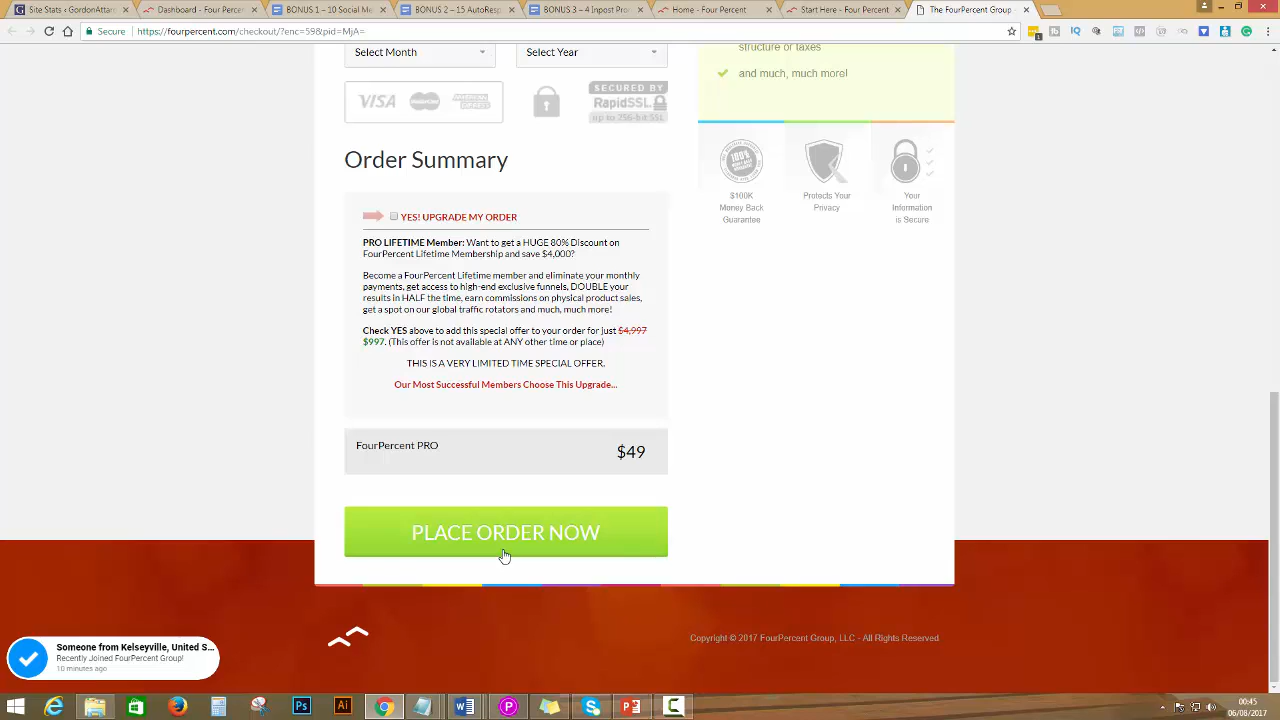 Site Stats ‹ GordonAttar
Dashboard - FourPercent
BONUS 1 – 10 Social Me
BONUS 2 – 15 AutoResp
BONUS 3 – 4 Inpost Pro
Home - FourPercent
Start Here - FourPercent
The FourPercent Group
Secure
https://fourpercent.com/checkout/?enc=59&pid=MjA=
Select Month
Select Year
structure or taxes
and much, much more!
VISA
SECURED BY
RapidSSL
up to 256-bit SSL
Order Summary
100%
$100K
Money Back
Guarantee
Protects Your
Privacy
Your
Information
is Secure
YES! UPGRADE MY ORDER
PRO LIFETIME Member: Want to get a HUGE 80% Discount on
FourPercent Lifetime Membership and save $4,000?
Become a FourPercent Lifetime member and eliminate your monthly
payments, get access to high-end exclusive funnels, DOUBLE your
results in HALF the time, earn commissions on physical product sales,
get a spot on our global traffic rotators and much, much more!
Check YES above to add this special offer to your order for just $4,997
$997. (This offer is not available at ANY other time or place)
THIS IS A VERY LIMITED TIME SPECIAL OFFER.
Our Most Successful Members Choose This Upgrade...
FourPercent PRO
$49
PLACE ORDER NOW
Copyright © 2017 FourPercent Group, LLC - All Rights Reserved
Someone from Kelseyville, United S...
Recently Joined FourPercent Group!
10 minutes ago
00:45
06/08/2017